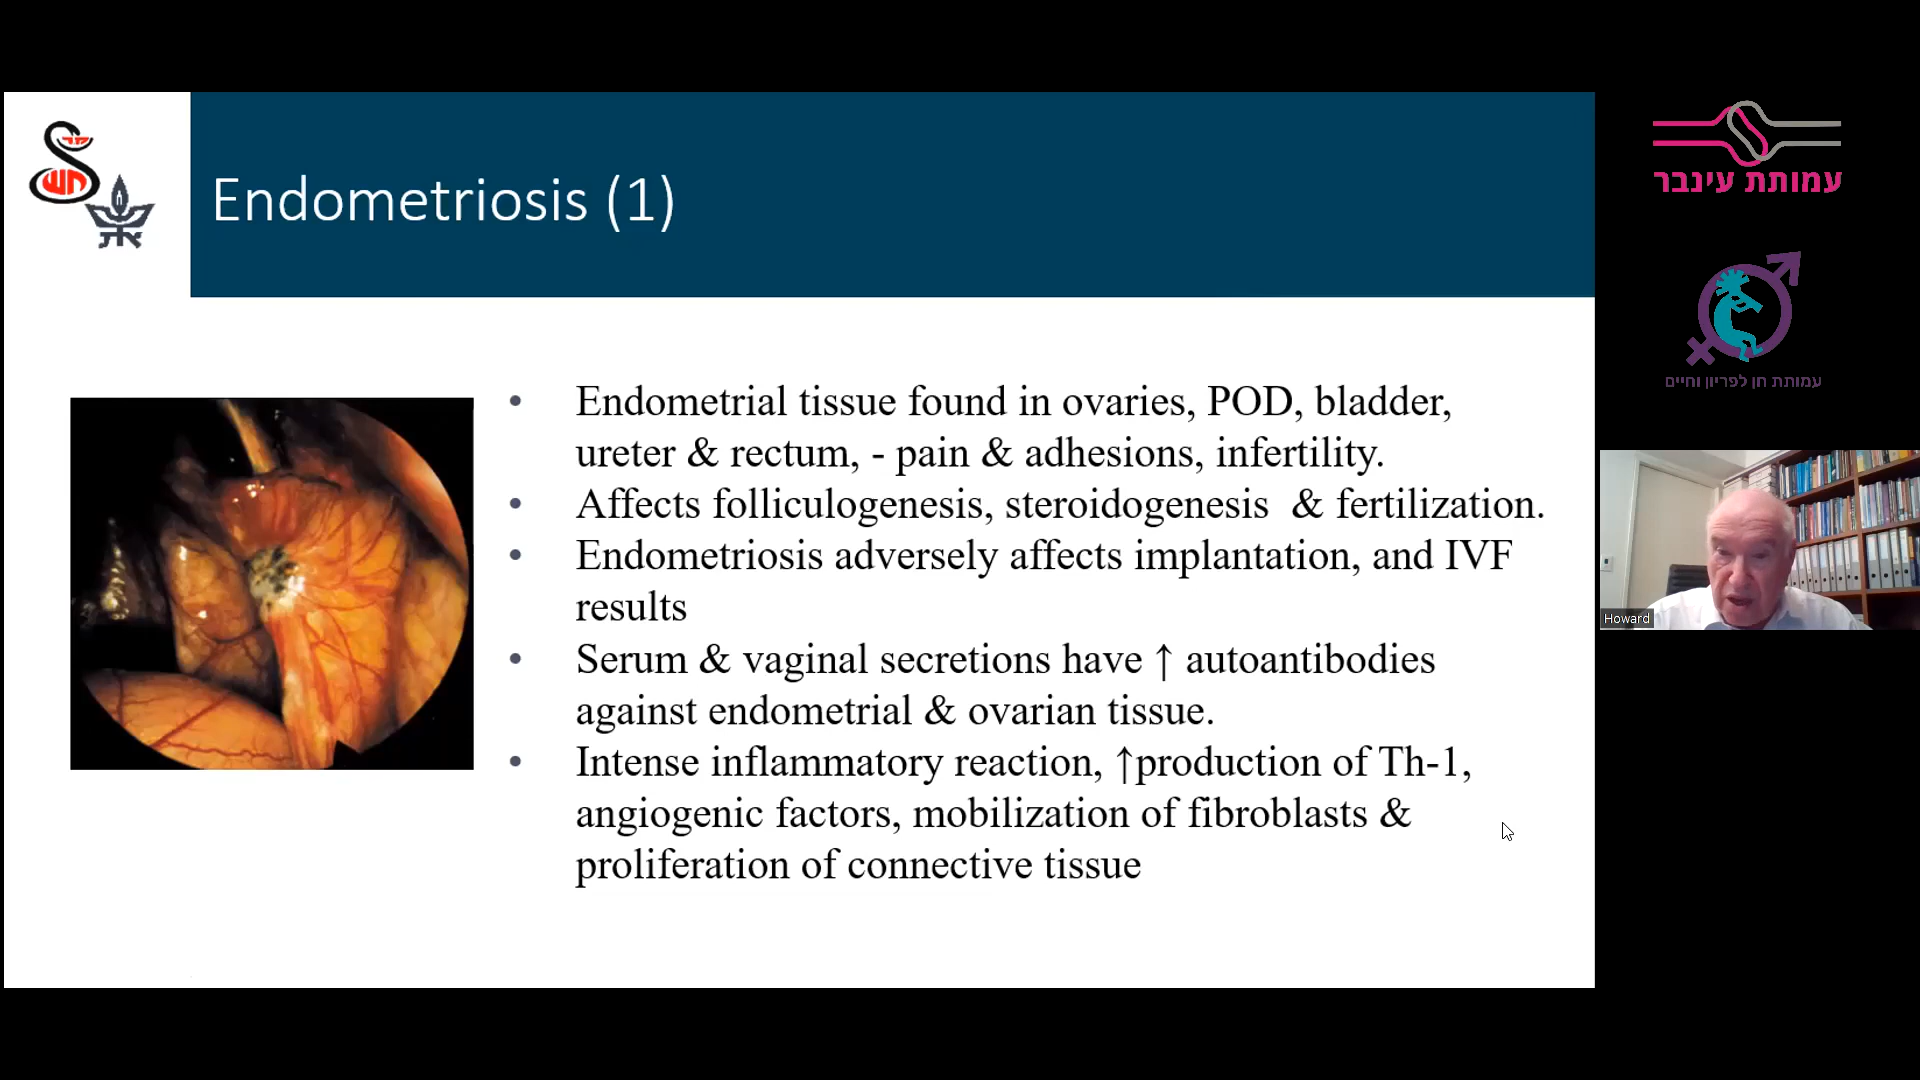 Endometriosis (1)
• Endometrial tissue found in ovaries, POD, bladder,
ureter & rectum, - pain & adhesions, infertility.
• Affects folliculogenesis, steroidogenesis & fertilization.
• Endometriosis adversely affects implantation, and IVF
results
• Serum & vaginal secretions have ↑ autoantibodies
against endometrial & ovarian tissue.
• Intense inflammatory reaction, ↑production of Th-1,
angiogenic factors, mobilization of fibroblasts &
proliferation of connective tissue
עמותת עינבר
עמותת חן לפריון וחיים
Howard